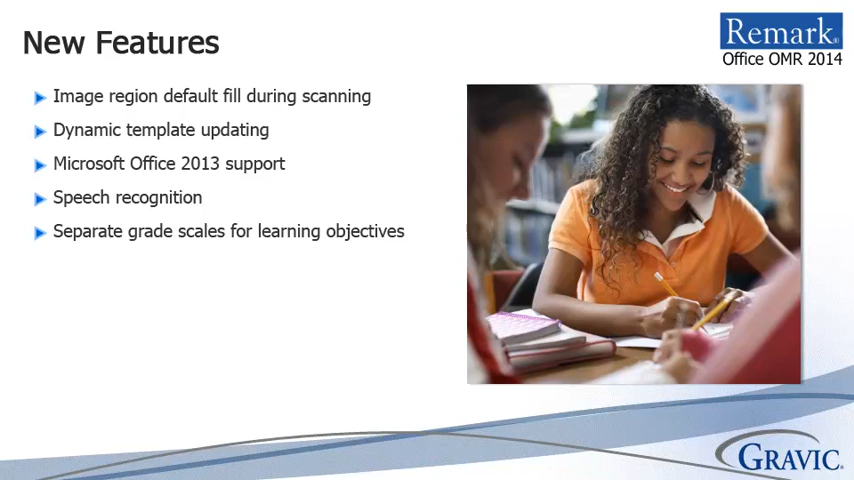 New Features
Remark®
Office OMR 2014
Image region default fill during scanning
Dynamic template updating
Microsoft Office 2013 support
Speech recognition
Separate grade scales for learning objectives
GRAVIC®